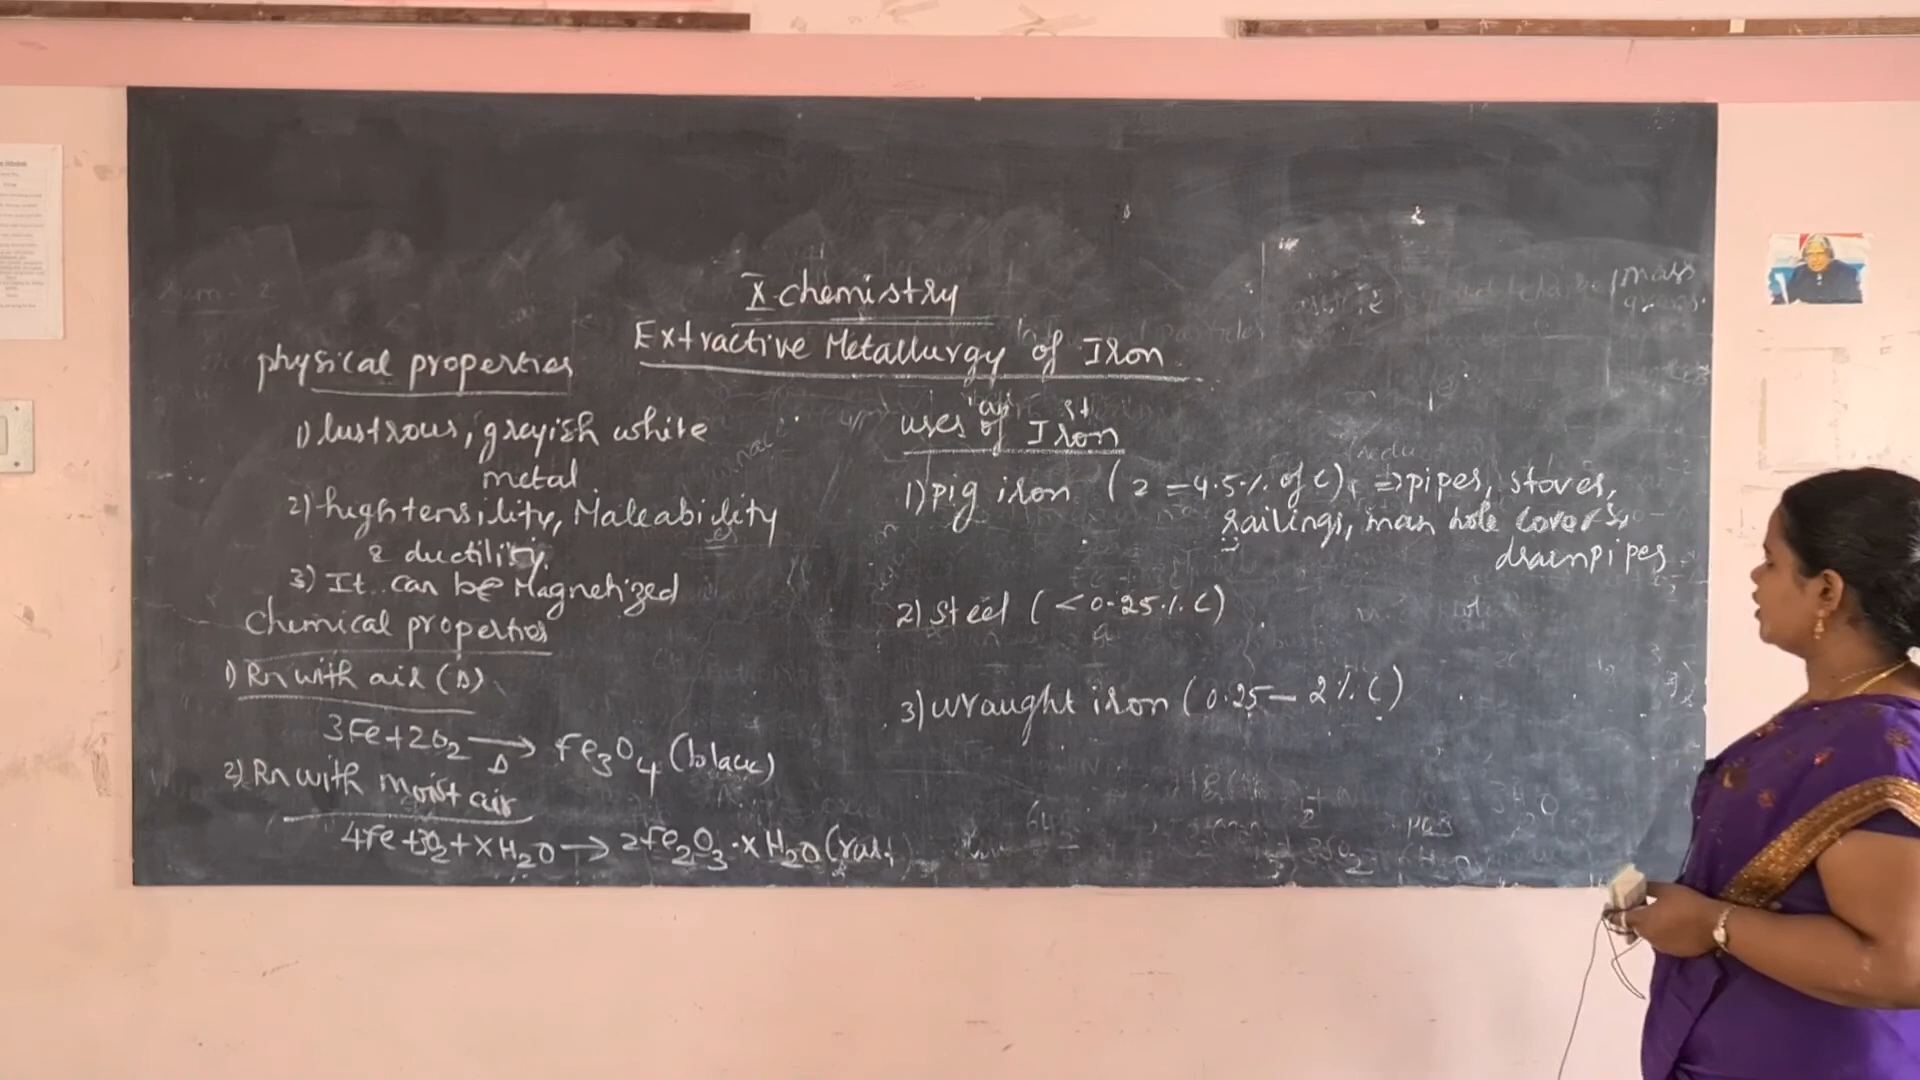 X-chemistry
Extractive Metallurgy of Iron
physical properties
1) lustrous, greyish white
metal
2) high tensility, Maleability
& ductility
3) It can be Magnetized
chemical properties
1) Rn with air (Δ)
3Fe+2O₂ ⟶ Fe₃O₄ (black)
Δ
2) Rn with moist air
4Fe+3O₂+xH₂O ⟶ 2Fe₂O₃·xH₂O (rust
uses of Iron
1) pig iron (2-4.5% of C), ⇒ pipes, stoves,
railings, man hole covers,
drainpipes
2) steel (<0.25% C)
3) wraught iron (0.25-2% C)
mass